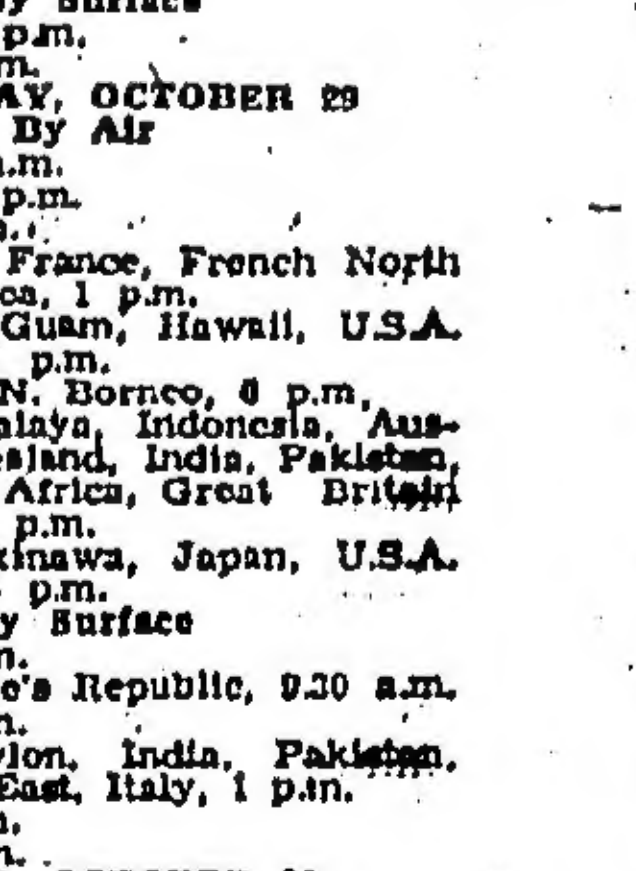 y Surface
p.m.
m.
AY, OCTOBER 29
By Air
a.m.
p.m.
France, French North
ca, 1 p.m.
Guam, Hawaii, U.S.A.
p.m.
N. Borneo, 6 p.m.
alaya, Indonesia, Aus-
ealand, India, Pakistan,
Africa, Great Britain
p.m.
kinawa, Japan, U.S.A.
p.m.
y Surface
m.
e's Republic, 9.30 a.m.
m.
ylon, India, Pakistan,
East, Italy, 1 p.m.
m.
m.